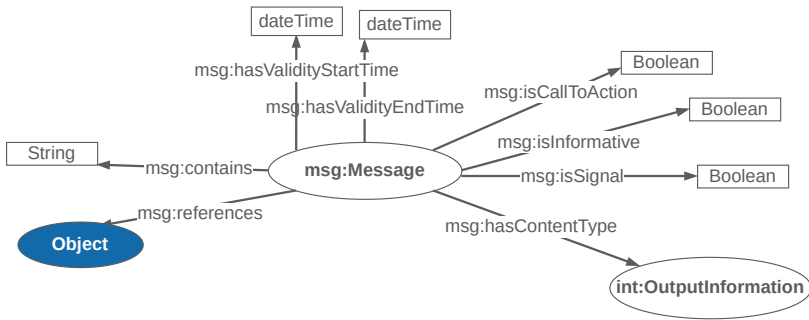 dateTime
dateTime
msg:hasValidityStartTime
Boolean
msg:isCallToAction
msg:hasValidityEndTime
Boolean
msg:isInformative
String
msg:contains
msg:Message
msg:isSignal
Boolean
msg:references
msg:hasContentType
Object
int:OutputInformation